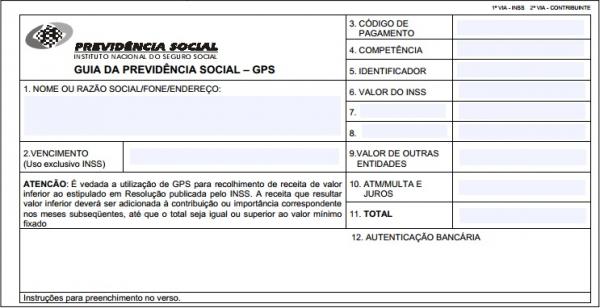 1ª VIA - INSS 2ª VIA - CONTRIBUINTE
PREVIDÊNCIA SOCIAL
INSTITUTO NACIONAL DO SEGURO SOCIAL
GUIA DA PREVIDÊNCIA SOCIAL – GPS
1. NOME OU RAZÃO SOCIAL/FONE/ENDEREÇO:
2.VENCIMENTO
(Uso exclusivo INSS)
ATENÇÃO: É vedada a utilização de GPS para recolhimento de receita de valor
inferior ao estipulado em Resolução publicada pelo INSS. A receita que resultar
valor inferior deverá ser adicionada à contribuição ou importância correspondente
nos meses subseqüentes, até que o total seja igual ou superior ao valor mínimo
fixado
3. CÓDIGO DE
PAGAMENTO
4. COMPETÊNCIA
5. IDENTIFICADOR
6. VALOR DO INSS
7.
8.
9.VALOR DE OUTRAS
ENTIDADES
10. ATM/MULTA E
JUROS
11. TOTAL
12. AUTENTICAÇÃO BANCÁRIA
Instruções para preenchimento no verso.